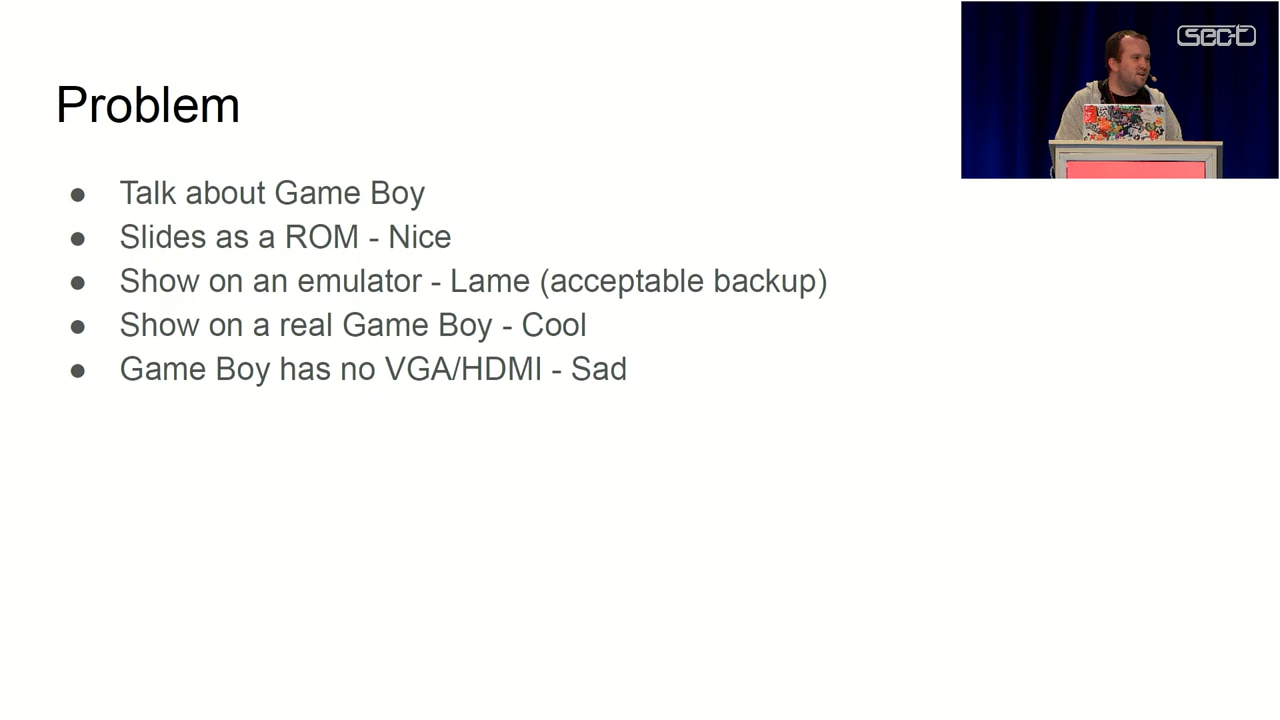 Problem
● Talk about Game Boy
● Slides as a ROM - Nice
● Show on an emulator - Lame (acceptable backup)
● Show on a real Game Boy - Cool
● Game Boy has no VGA/HDMI - Sad
sec-t